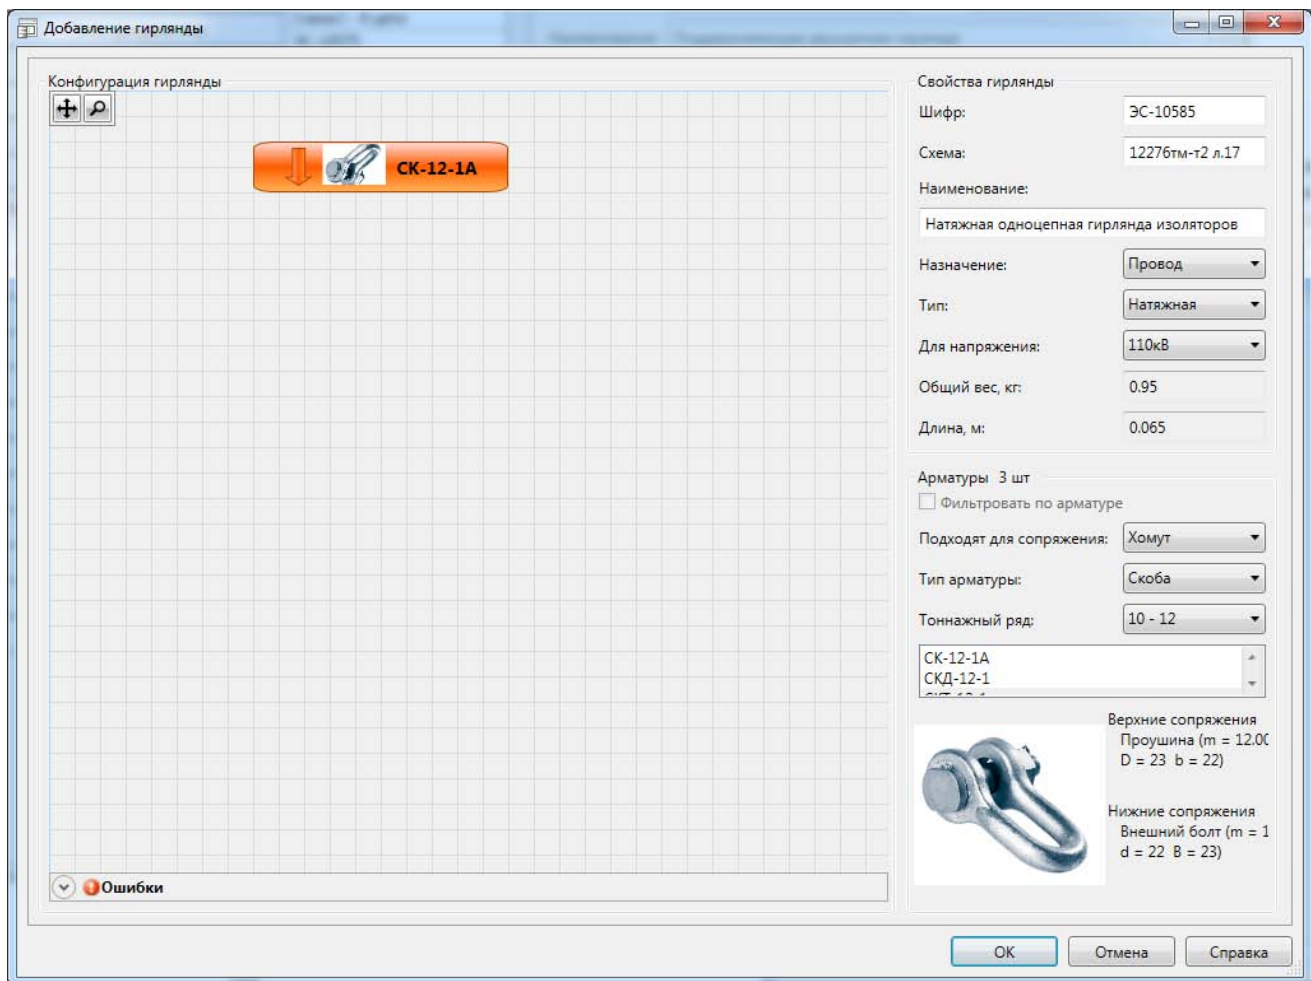 Добавление гирлянды
Конфигурация гирлянды
СК-12-1А
Ошибки
Свойства гирлянды
Шифр: ЭС-10585
Схема: 12276тм-т2 л.17
Наименование:
Натяжная одноцепная гирлянда изоляторов
Назначение: Провод
Тип: Натяжная
Для напряжения: 110кВ
Общий вес, кг: 0.95
Длина, м: 0.065
Арматуры 3 шт
Фильтровать по арматуре
Подходят для сопряжения: Хомут
Тип арматуры: Скоба
Тоннажный ряд: 10 - 12
СК-12-1А
СКД-12-1
Верхние сопряжения
Проушина (m = 12.00
D = 23 b = 22)
Нижние сопряжения
Внешний болт (m = 1
d = 22 B = 23)
ОК Отмена Справка